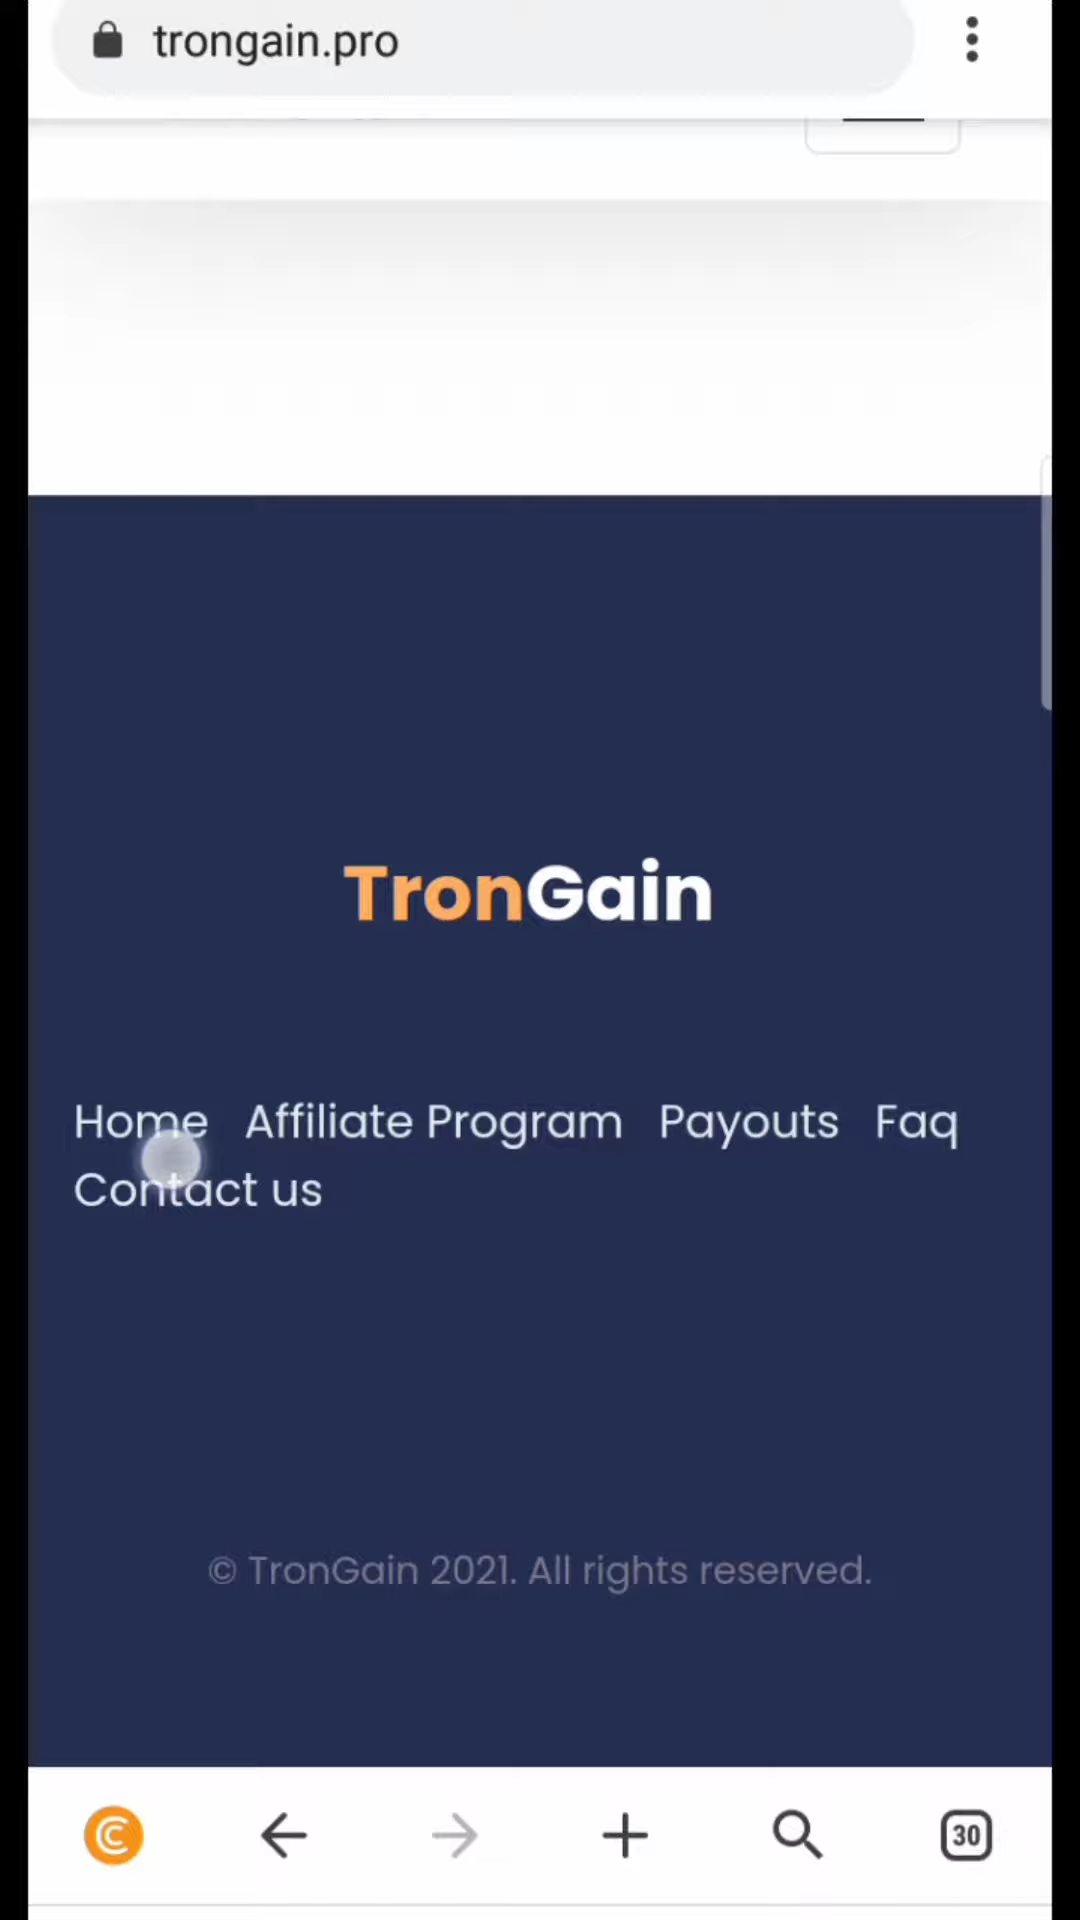 trongain.pro
TronGain
Home Affiliate Program Payouts Faq
Contact us
© TronGain 2021. All rights reserved.
30